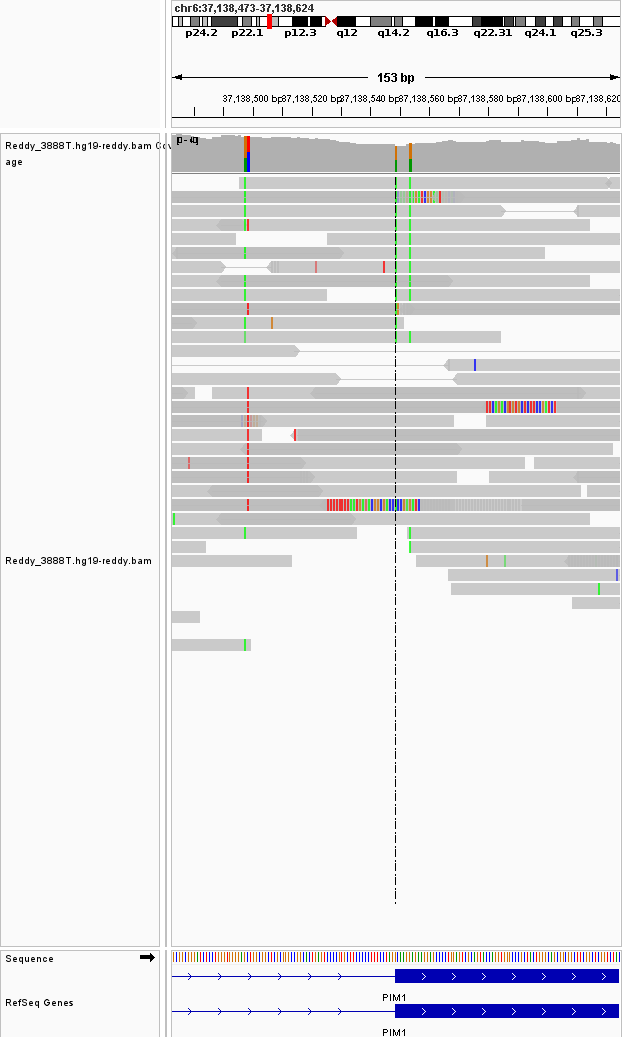 chr6:37,138,473-37,138,624
p24.2 p22.1 p12.3 q12 q14.2 q16.3 q22.31 q24.1 q25.3
153 bp
37,138,500 bp 37,138,520 bp 37,138,540 bp 37,138,560 bp 37,138,580 bp 37,138,600 bp 37,138,620
Reddy_3888T.hg19-reddy.bam Cov
age
Reddy_3888T.hg19-reddy.bam
Sequence
PIM1
RefSeq Genes
PIM1